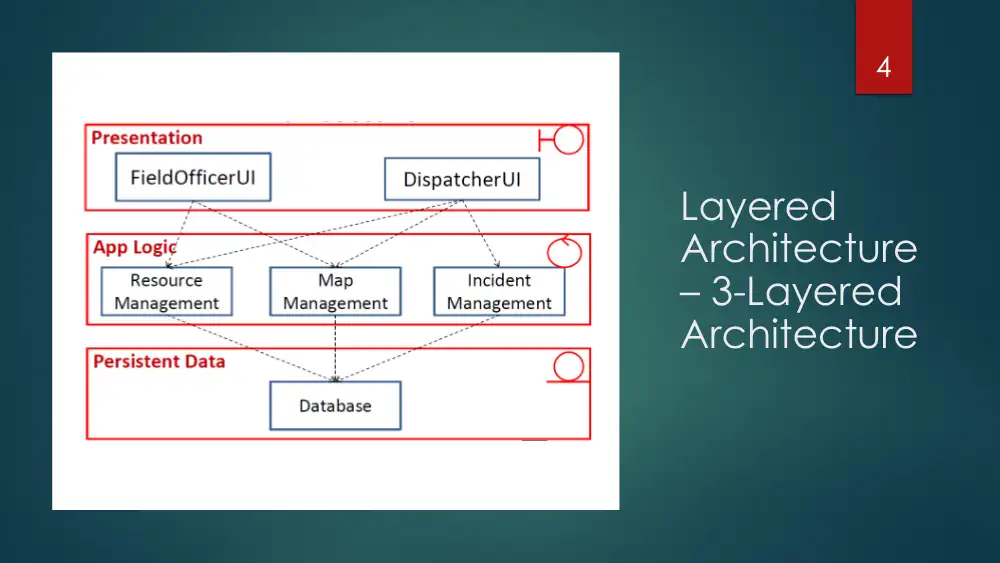 4
Presentation
FieldOfficerUI
DispatcherUI
App Logic
Resource
Management
Map
Management
Incident
Management
Persistent Data
Database
Layered
Architecture
– 3-Layered
Architecture